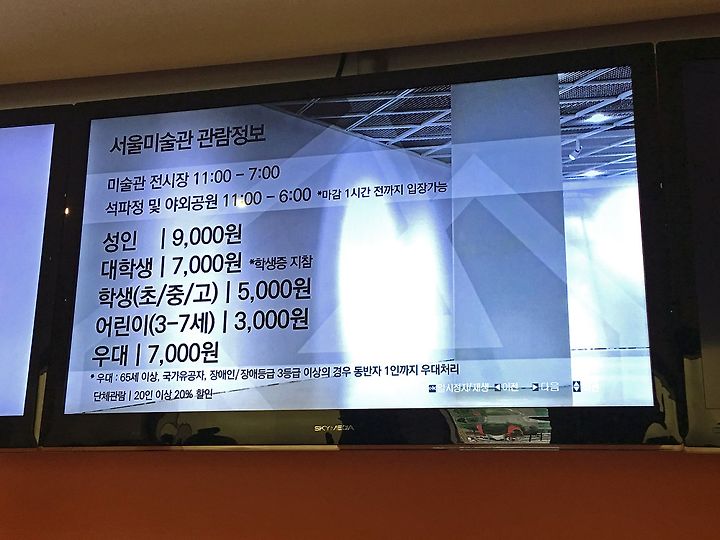 서울미술관 관람정보
미술관 전시장 11:00 - 7:00
석파정 및 야외공원 11:00 - 6:00 *마감 1시간 전까지 입장가능
성인 | 9,000원
대학생 | 7,000원 *학생증 지참
학생(초/중/고) | 5,000원
어린이(3-7세) | 3,000원
우대 | 7,000원
* 우대 : 65세 이상, 국가유공자, 장애인/ 장애등급 3등급 이상의 경우 동반자 1인까지 우대처리
단체관람 | 20인 이상 20% 할인
일시정지/재생 이전 다음
SKYMEDIA